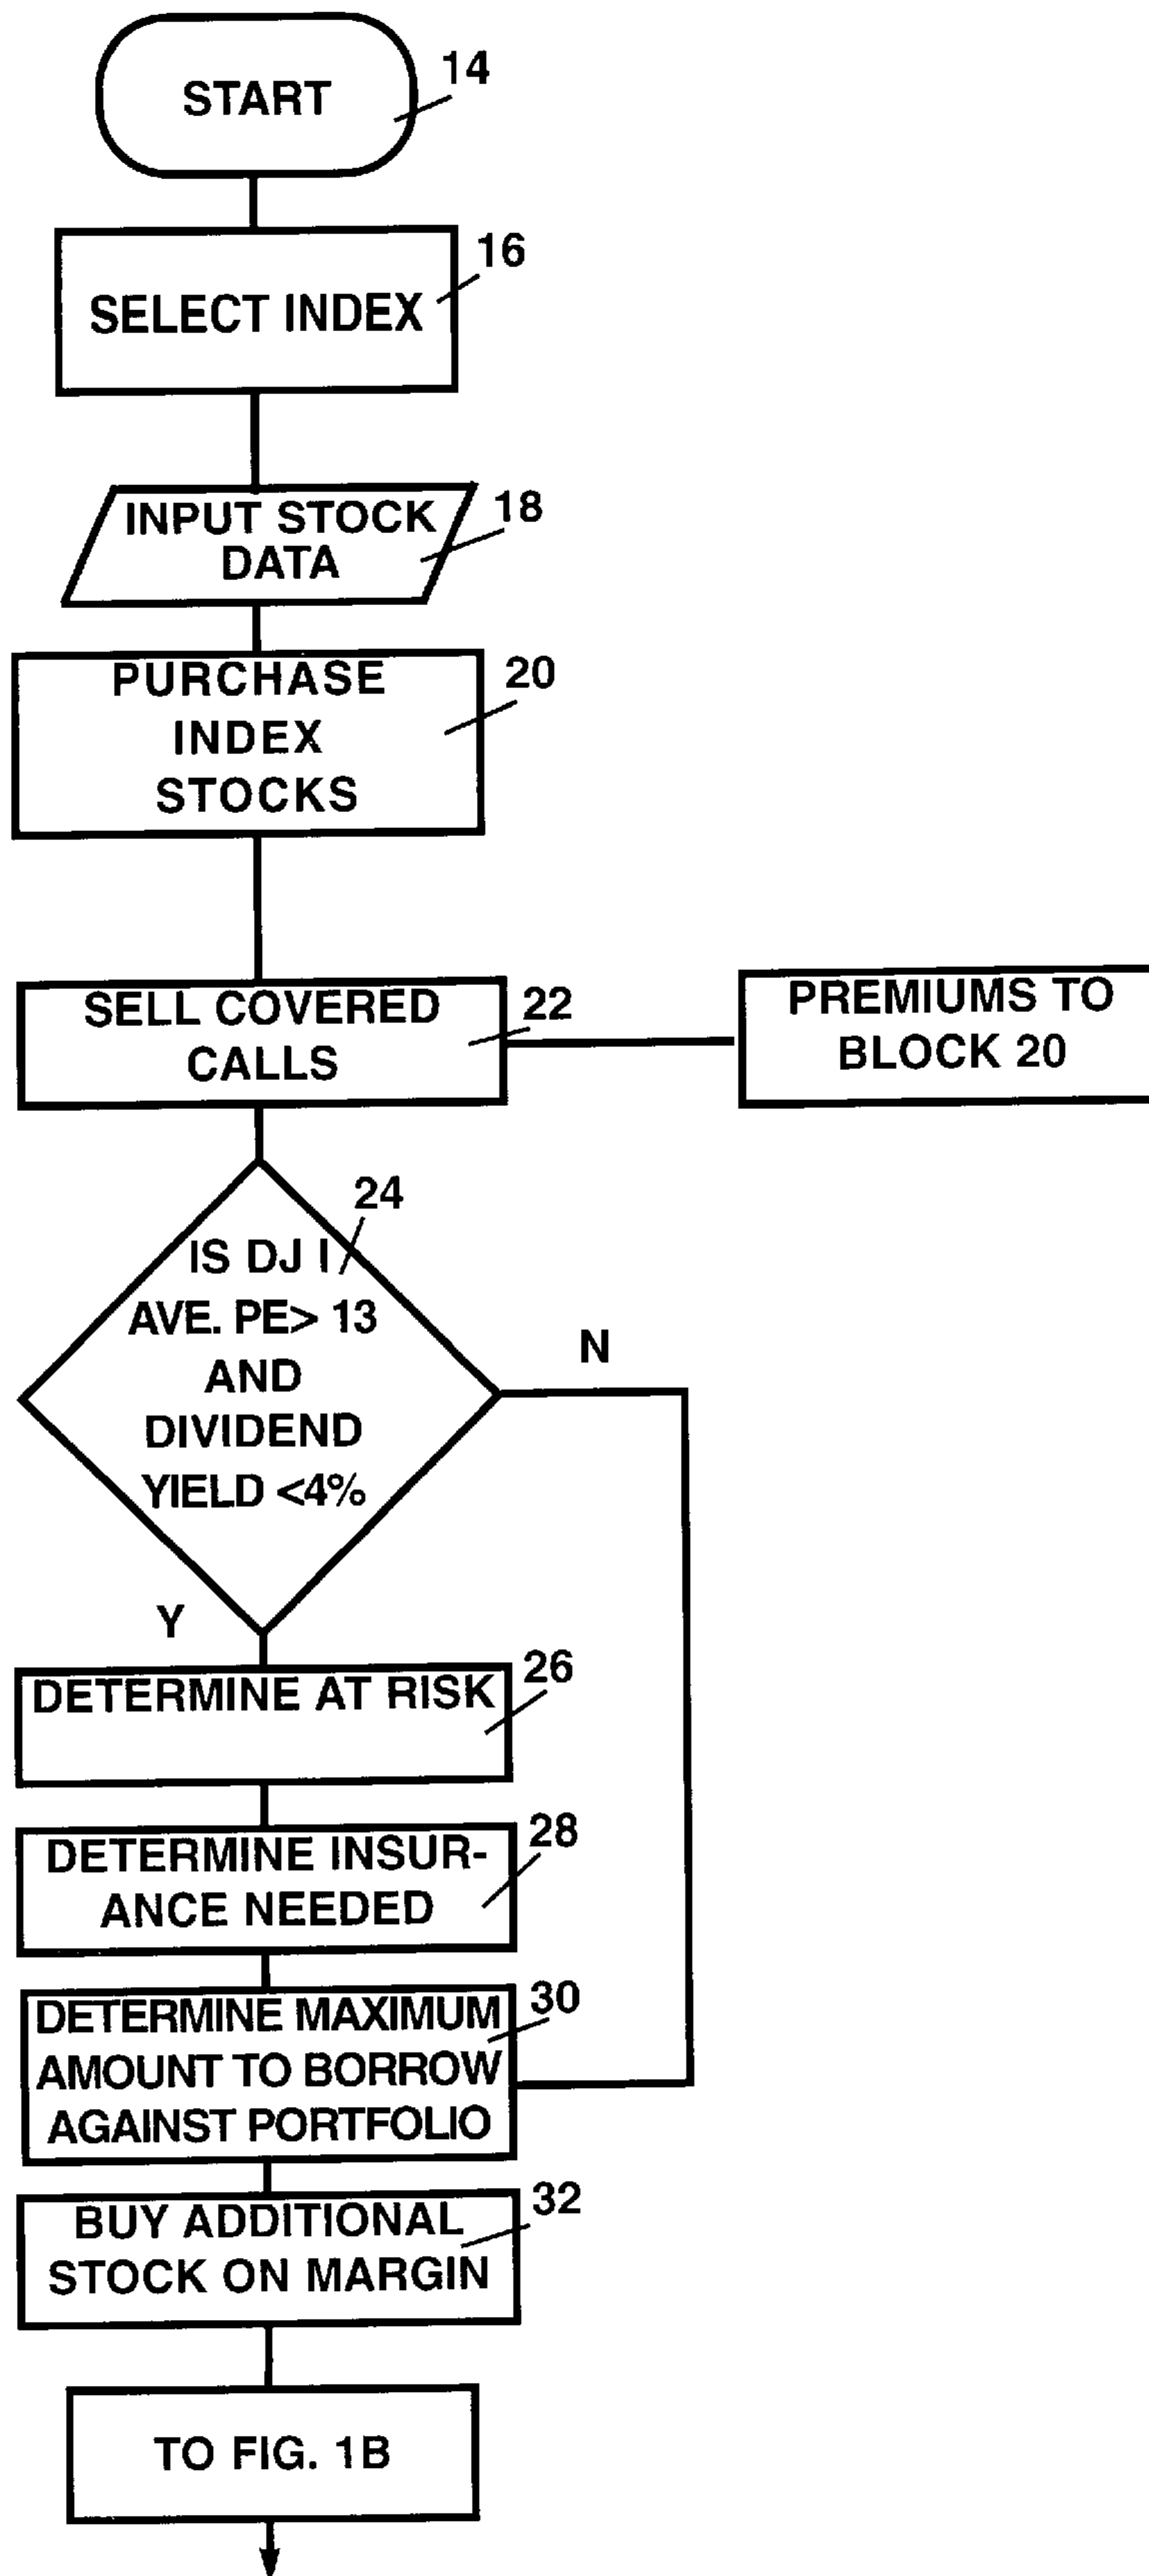 START
14
SELECT INDEX
16
INPUT STOCK
DATA
18
PURCHASE
INDEX
STOCKS
20
SELL COVERED
CALLS
22
PREMIUMS TO
BLOCK 20
24
IS DJ I
AVE. PE> 13
AND
DIVIDEND
YIELD <4%
N
Y
DETERMINE AT RISK
26
DETERMINE INSUR-
ANCE NEEDED
28
DETERMINE MAXIMUM
AMOUNT TO BORROW
AGAINST PORTFOLIO
30
BUY ADDITIONAL
STOCK ON MARGIN
32
TO FIG. 1B